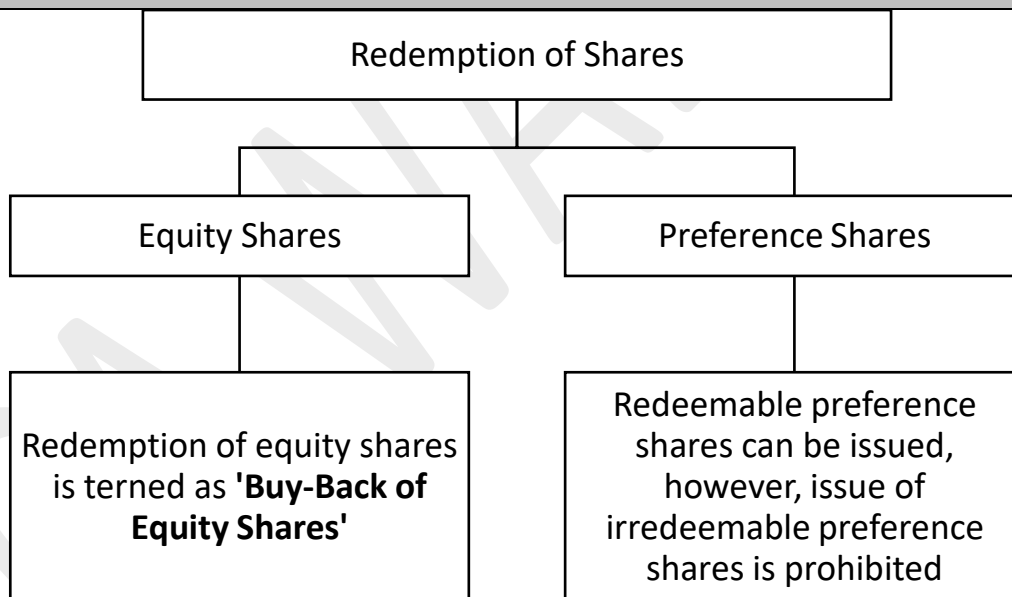 Redemption of Shares
Equity Shares
Preference Shares
Redemption of equity shares
is terned as 'Buy-Back of
Equity Shares'
Redeemable preference
shares can be issued,
however, issue of
irredeemable preference
shares is prohibited